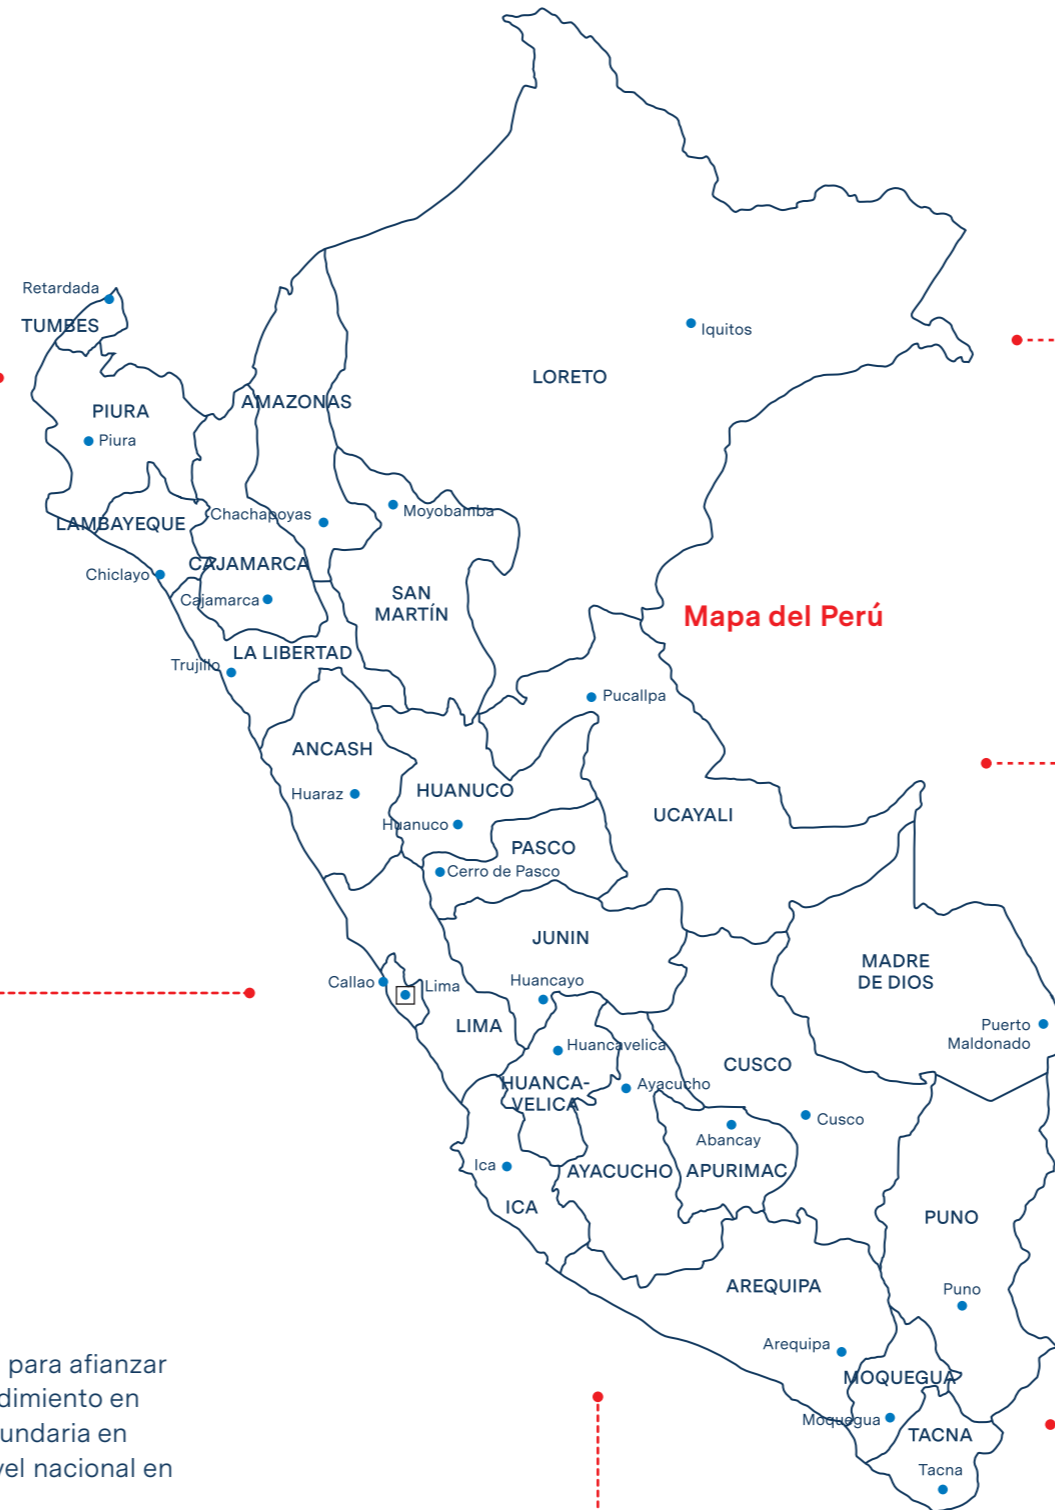 Retardada
TUMBES
Iquitos
LORETO
AMAZONAS
PIURA
Piura
Moyobamba
Chachapoyas
LAMBAYEQUE
CAJAMARCA
Chiclayo
SAN
MARTÍN
Cajamarca
Mapa del Perú
LA LIBERTAD
Trujillo
Pucallpa
ANCASH
HUANUCO
Huaraz
UCAYALI
Huanuco
PASCO
Cerro de Pasco
JUNIN
MADRE
DE DIOS
Callao
Lima
Huancayo
LIMA
Puerto
Maldonado
Huancavelica
CUSCO
HUANCA-
VELICA
Ayacucho
Cusco
Abancay
Ica
AYACUCHO
APURIMAC
ICA
PUNO
AREQUIPA
Puno
Arequipa
MOQUEGUA
Moquegua
TACNA
Tacna
para afianzar
dimiento en
undaria en
vel nacional en